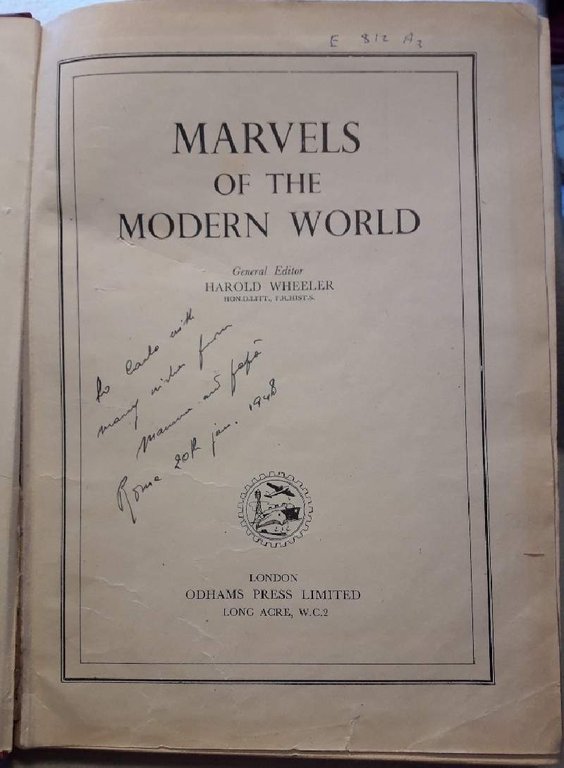 E 812 A3
MARVELS
OF THE
MODERN WORLD
General Editor
HAROLD WHEELER
HON.D.LITT., F.R.HIST.S.
to Carlo with
many wishes from
Mamma and papà
Roma 20th jan. 1948
LONDON
ODHAMS PRESS LIMITED
LONG ACRE, W.C.2